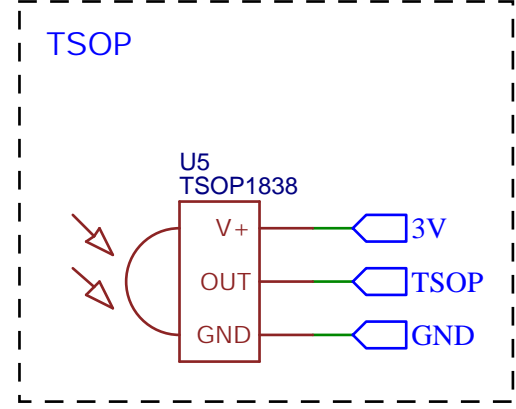 TSOP
U5
TSOP1838
V+ 3V
OUT TSOP
GND GND